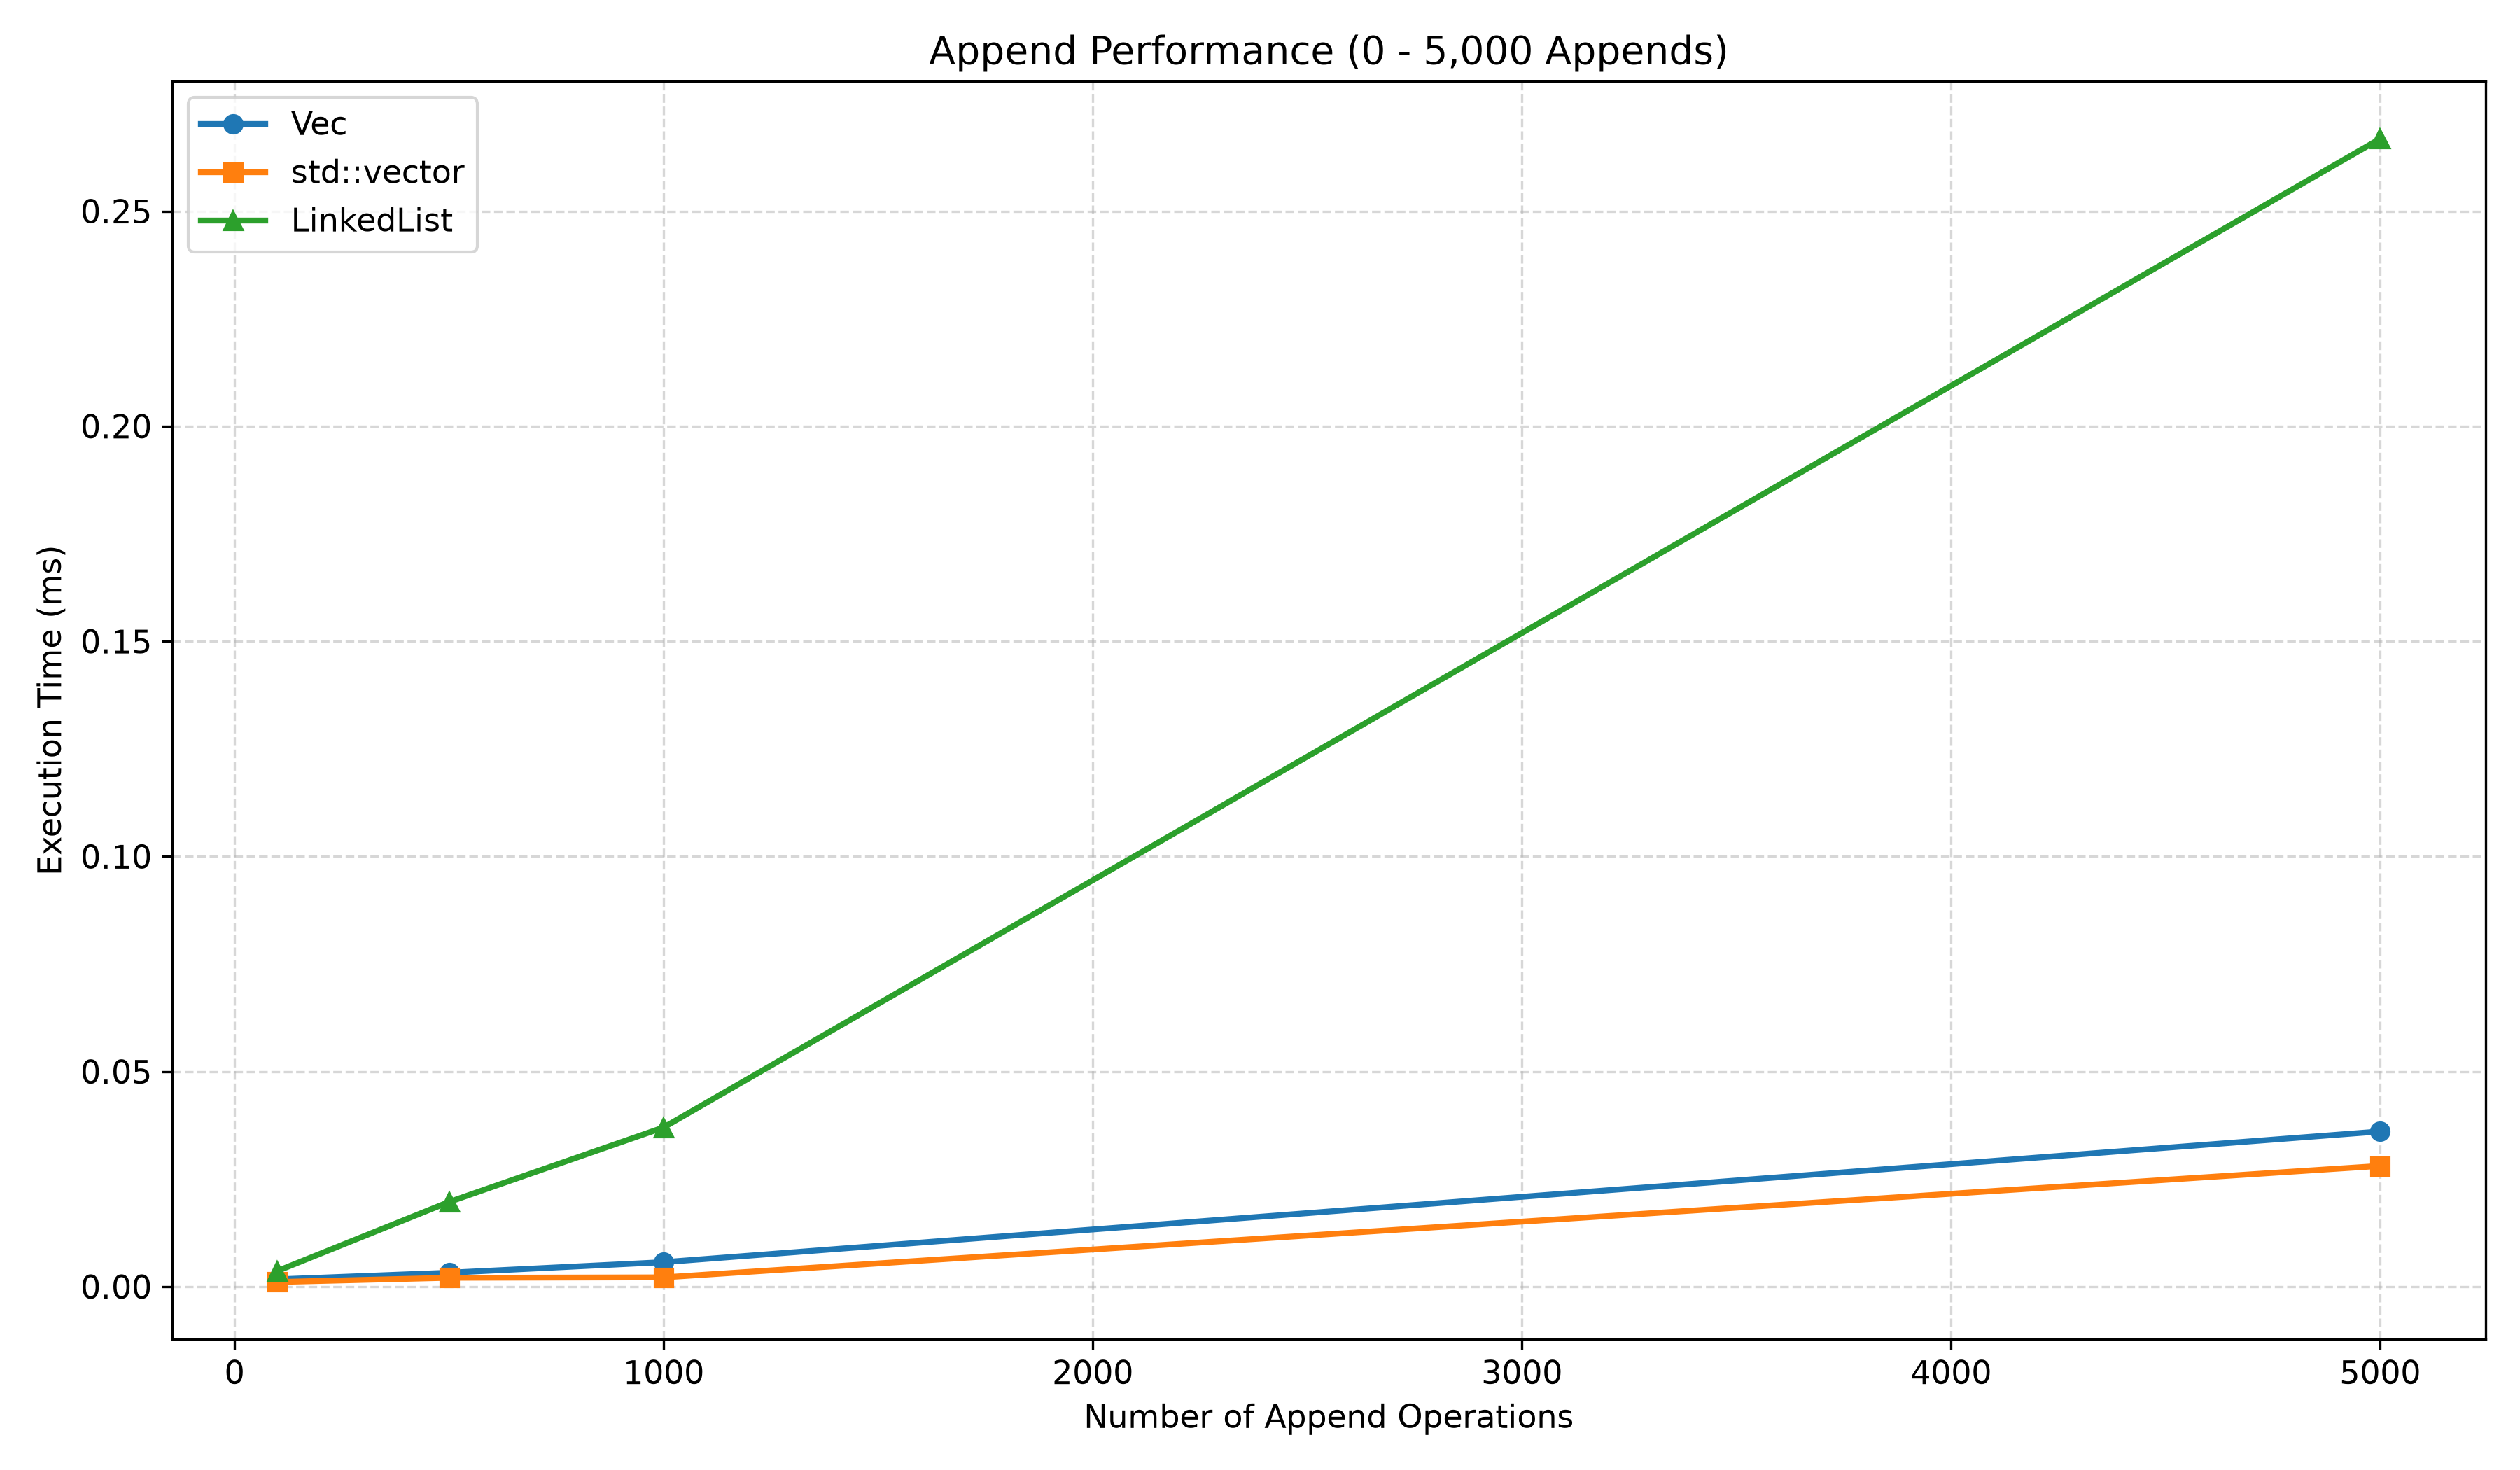 Append Performance (0 - 5,000 Appends)
Vec
std::vector
LinkedList
Execution Time (ms)
0.25
0.20
0.15
0.10
0.05
0.00
0 1000 2000 3000 4000 5000
Number of Append Operations